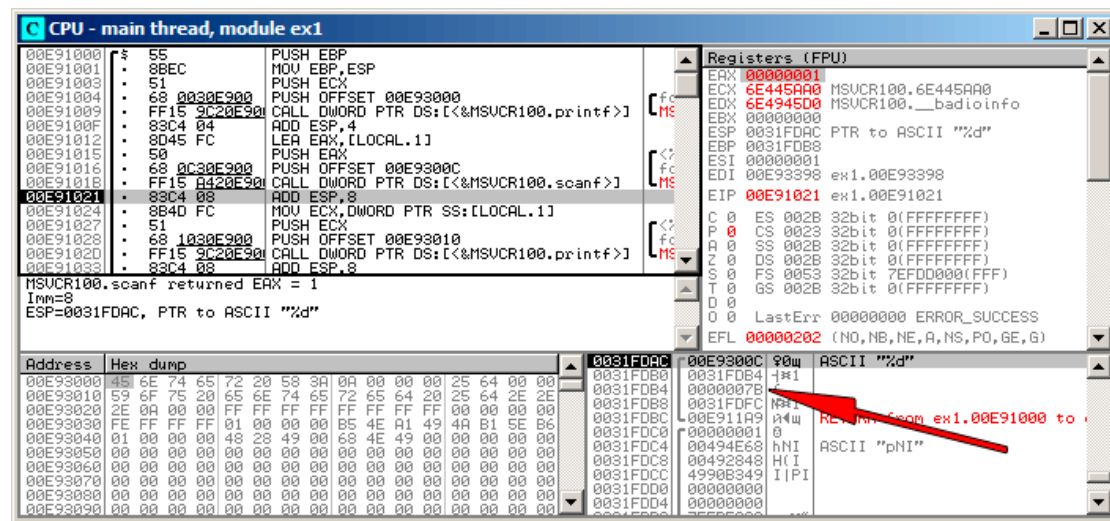 C CPU - main thread, module ex1
00E91000 $ 55 PUSH EBP
00E91001 . 8BEC MOV EBP,ESP
00E91003 . 51 PUSH ECX
00E91004 . 68 0030E900 PUSH OFFSET 00E93000
00E91009 . FF15 9C20E90 CALL DWORD PTR DS:[<&MSVCR100.printf>]
00E9100F . 83C4 04 ADD ESP,4
00E91012 . 8D45 FC LEA EAX,[LOCAL.1]
00E91015 . 50 PUSH EAX
00E91016 . 68 0C30E900 PUSH OFFSET 00E9300C
00E9101B . FF15 A420E90 CALL DWORD PTR DS:[<&MSVCR100.scanf>]
00E91021 . 83C4 08 ADD ESP,8
00E91024 . 8B4D FC MOV ECX,DWORD PTR SS:[LOCAL.1]
00E91027 . 51 PUSH ECX
00E91028 . 68 1030E900 PUSH OFFSET 00E93010
00E9102D . FF15 9C20E90 CALL DWORD PTR DS:[<&MSVCR100.printf>]
00E91033 . 83C4 08 ADD ESP,8
MSVCR100.scanf returned EAX = 1
Imm=8
ESP=0031FDAC, PTR to ASCII "%d"
Registers (FPU)
EAX 00000001
ECX 6E445AA0 MSVCR100.6E445AA0
EDX 6E4945D0 MSVCR100.__badioinfo
EBX 00000000
ESP 0031FDAC PTR to ASCII "%d"
EBP 0031FDB8
ESI 00000001
EDI 00E93398 ex1.00E93398
EIP 00E91021 ex1.00E91021
C 0 ES 002B 32bit 0(FFFFFFFF)
P 0 CS 0023 32bit 0(FFFFFFFF)
A 0 SS 002B 32bit 0(FFFFFFFF)
Z 0 DS 002B 32bit 0(FFFFFFFF)
S 0 FS 0053 32bit 7EFDD000(FFF)
T 0 GS 002B 32bit 0(FFFFFFFF)
D 0
O 0 LastErr 00000000 ERROR_SUCCESS
EFL 00000202 (NO,NB,NE,A,NS,PO,GE,G)
Address Hex dump
00E93000 45 6E 74 65 72 20 58 3A 0A 00 00 00 25 64 00 00
00E93010 59 6F 75 20 65 6E 74 65 72 65 64 20 25 64 2E 2E
00E93020 2E 0A 00 00 FF FF FF FF FF FF FF FF 00 00 00 00
00E93030 FE FF FF FF 01 00 00 00 B5 4E A1 49 4A B1 5E B6
00E93040 01 00 00 00 48 28 49 00 68 4E 49 00 00 00 00 00
00E93050 00 00 00 00 00 00 00 00 00 00 00 00 00 00 00 00
00E93060 00 00 00 00 00 00 00 00 00 00 00 00 00 00 00 00
00E93070 00 00 00 00 00 00 00 00 00 00 00 00 00 00 00 00
00E93080 00 00 00 00 00 00 00 00 00 00 00 00 00 00 00 00
00E93090 00 00 00 00 00 00 00 00 00 00 00 00 00 00 00 00
0031FDAC 00E9300C ASCII "%d"
0031FDB0 0031FDB4
0031FDB4 0000007B
0031FDB8 0031FDFC
0031FDBC 00E911A9 from ex1.00E91000 to
0031FDC0 00000001
0031FDC4 00494E68 hNI ASCII "pNI"
0031FDC8 00492848 H(I
0031FDCC 4990B349 I|PI
0031FDD0 00000000
0031FDD4 00000000